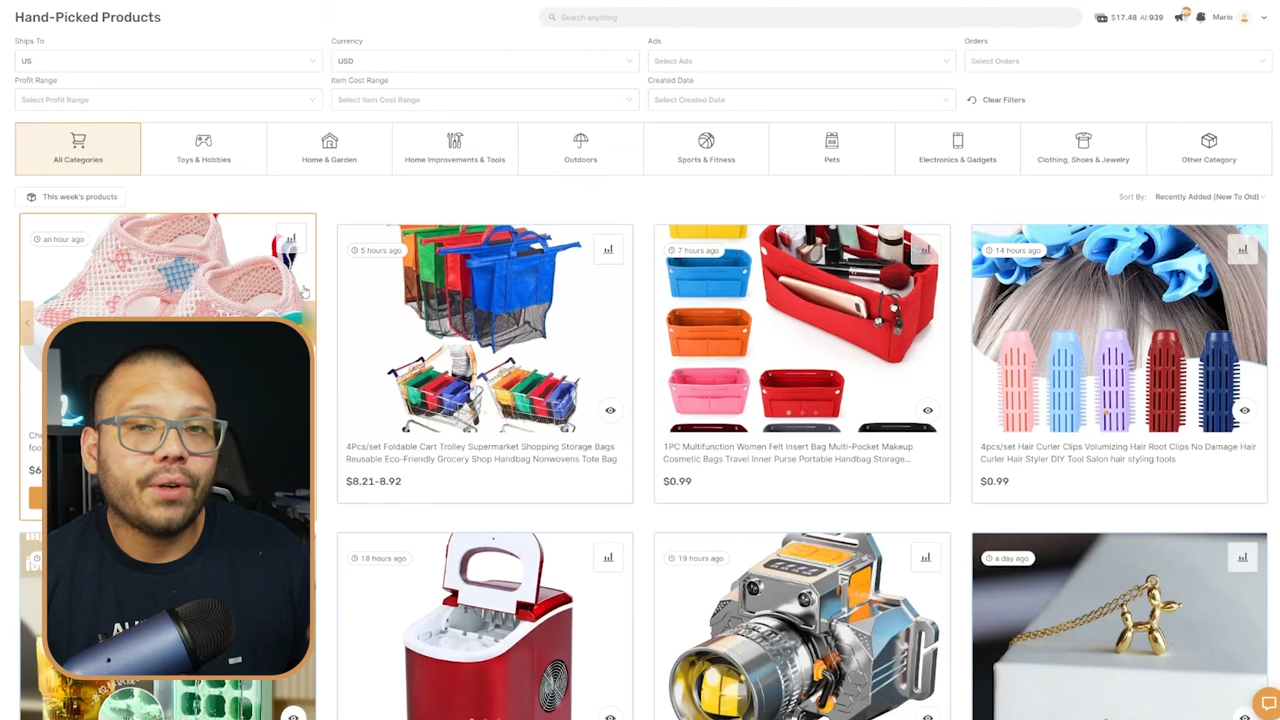 Hand-Picked Products
Search anything
$17.48 AI:939
Mario
Ships To
Currency
Ads
Orders
US
USD
Select Ads
Select Orders
Profit Range
Item Cost Range
Created Date
Select Profit Range
Select Item Cost Range
Select Created Date
Clear Filters
All Categories
Toys & Hobbies
Home & Garden
Home Improvements & Tools
Outdoors
Sports & Fitness
Pets
Electronics & Gadgets
Clothing, Shoes & Jewelry
Other Category
This week's products
Sort By:
Recently Added (New To Old)
an hour ago
5 hours ago
7 hours ago
14 hours ago
4Pcs/set Foldable Cart Trolley Supermarket Shopping Storage Bags
Reusable Eco-Friendly Grocery Shop Handbag Nonwovens Tote Bag
$8.21-8.92
1PC Multifunction Women Felt Insert Bag Multi-Pocket Makeup
Cosmetic Bags Travel Inner Purse Portable Handbag Storage...
$0.99
4pcs/set Hair Curler Clips Volumizing Hair Root Clips No Damage Hair
Curler Hair Styler DIY Tool Salon hair styling tools
$0.99
18 hours ago
19 hours ago
a day ago